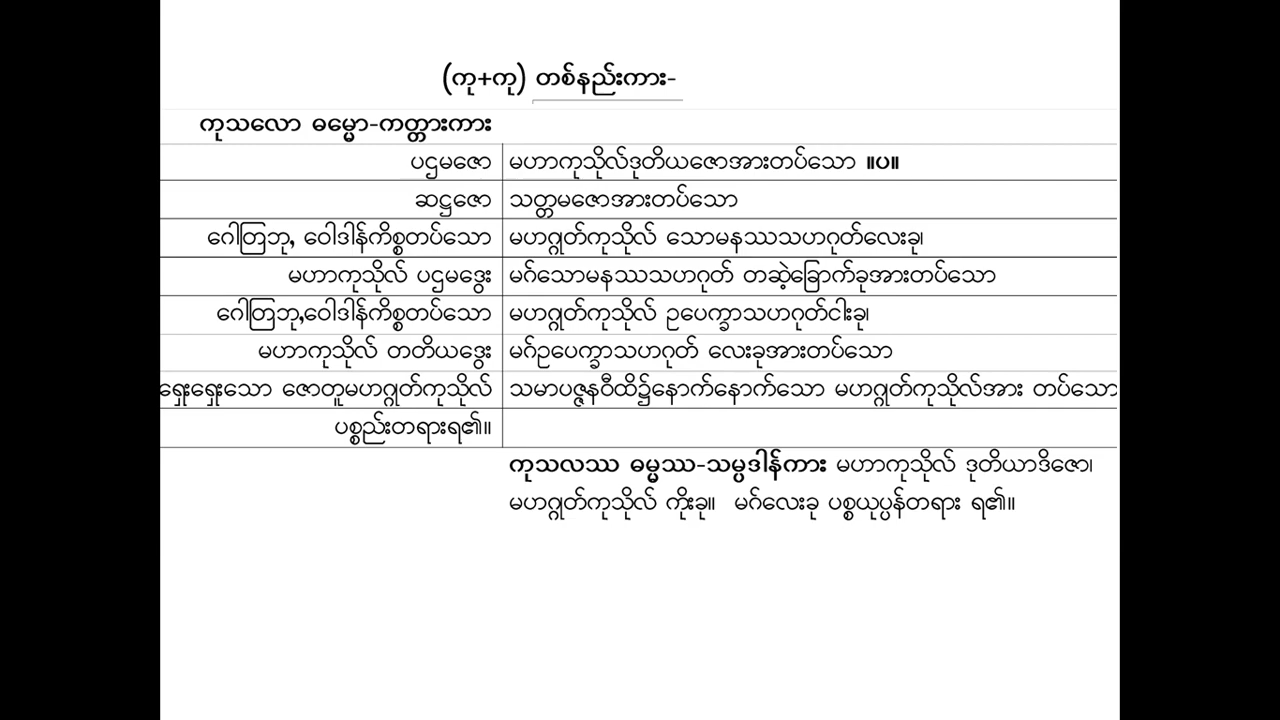 (ကု+ကု) တစ်နည်းကား-
ကုသလော ဓမ္မော-ကတ္တားကား
ပဌမဇော မဟာကုသိုလ်ဒုတိယဇောအားတပ်သော ။ပ။
ဆဋ္ဌဇော သတ္တမဇောအားတပ်သော
ဂေါတြဘု, ဝေါဒါန်ကိစ္စတပ်သော မဟဂ္ဂုတ်ကုသိုလ် သောမနဿသဟဂုတ်လေးခု၊
မဟာကုသိုလ် ပဌမဒွေး မဂ်သောမနဿသဟဂုတ် တဆဲ့ခြောက်ခုအားတပ်သော
ဂေါတြဘု,ဝေါဒါန်ကိစ္စတပ်သော မဟဂ္ဂုတ်ကုသိုလ် ဥပေက္ခာသဟဂုတ်ငါးခု၊
မဟာကုသိုလ် တတိယဒွေး မဂ်ဥပေက္ခာသဟဂုတ် လေးခုအားတပ်သော
ရှေးရှေးသော ဇောတူမဟဂ္ဂုတ်ကုသိုလ် သမာပဇ္ဇနဝီထိ၌နောက်နောက်သော မဟဂ္ဂုတ်ကုသိုလ်အား တပ်သော
ပစ္စည်းတရားရ၏။
ကုသလဿ ဓမ္မဿ-သမ္ပဒါန်ကား မဟာကုသိုလ် ဒုတိယာဒိဇော၊
မဟဂ္ဂုတ်ကုသိုလ် ကိုးခု။ မဂ်လေးခု ပစ္စယုပ္ပန်တရား ရ၏။